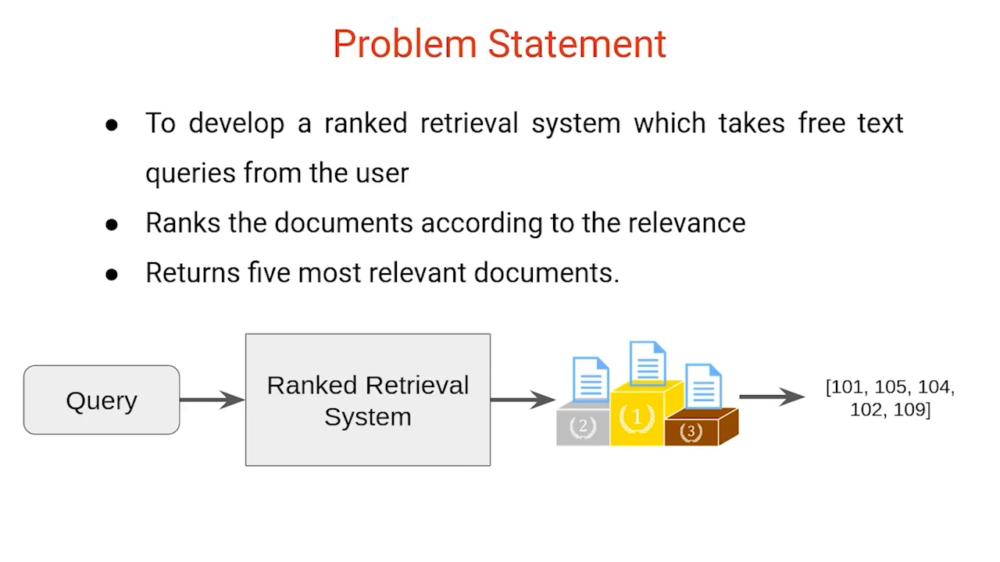 Problem Statement
● To develop a ranked retrieval system which takes free text
queries from the user
● Ranks the documents according to the relevance
● Returns five most relevant documents.
Query
Ranked Retrieval
System
2
1
3
[101, 105, 104,
102, 109]